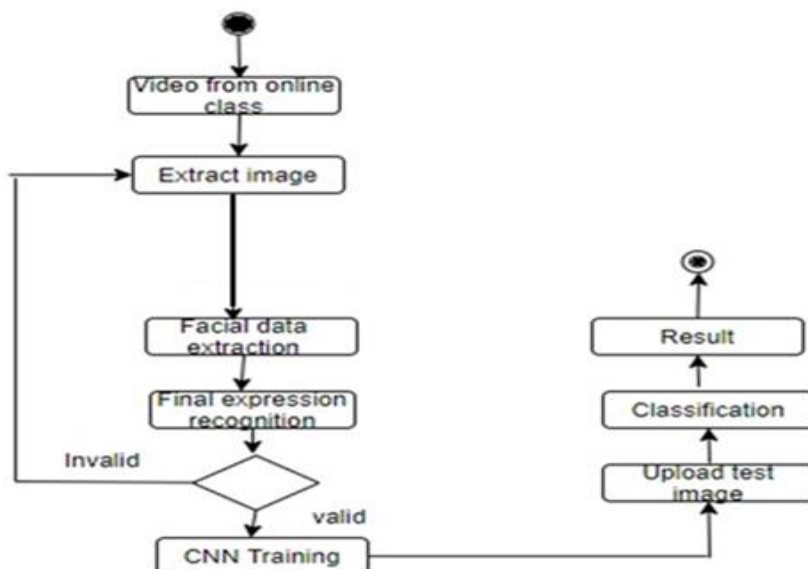 Video from online
class
Extract image
Facial data
extraction
Final expression
recognition
Invalid
valid
CNN Training
Result
Classification
Upload test
image